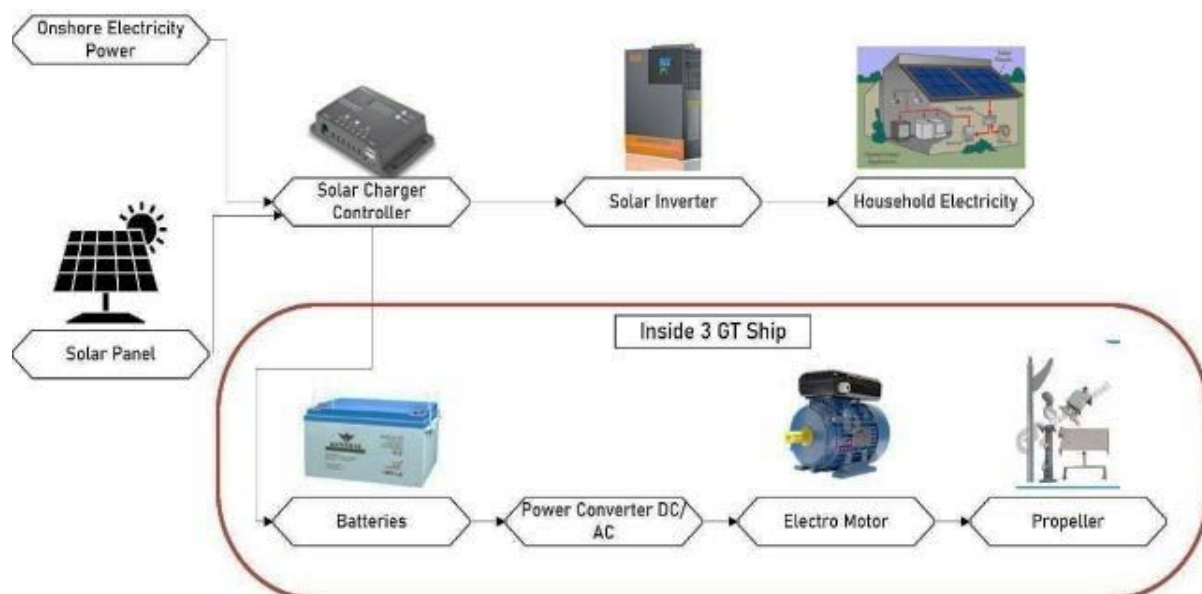 Onshore Electricity
Power
Solar Charger
Controller
Solar Inverter
Household Electricity
Solar Panel
Inside 3 GT Ship
Batteries
Power Converter DC/
AC
Electro Motor
Propeller